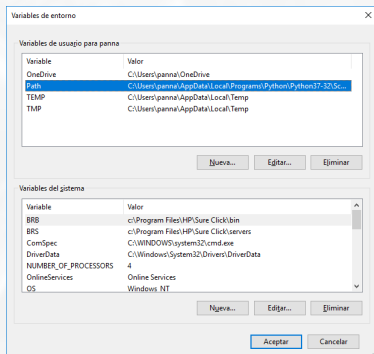 Variables de entorno
Variables de usuario para panna
Variable Valor
OneDrive C:\Users\panna\OneDrive
Path C:\Users\panna\AppData\Local\Programs\Python\Python37-32\Sc...
TEMP C:\Users\panna\AppData\Local\Temp
TMP C:\Users\panna\AppData\Local\Temp
Nueva... Editar... Eliminar
Variables del sistema
Variable Valor
BRB c:\Program Files\HP\Sure Click\bin
BRS c:\Program Files\HP\Sure Click\servers
ComSpec C:\WINDOWS\system32\cmd.exe
DriverData C:\Windows\System32\Drivers\DriverData
NUMBER_OF_PROCESSORS 4
OnlineServices Online Services
OS Windows_NT
Nueva... Editar... Eliminar
Aceptar Cancelar